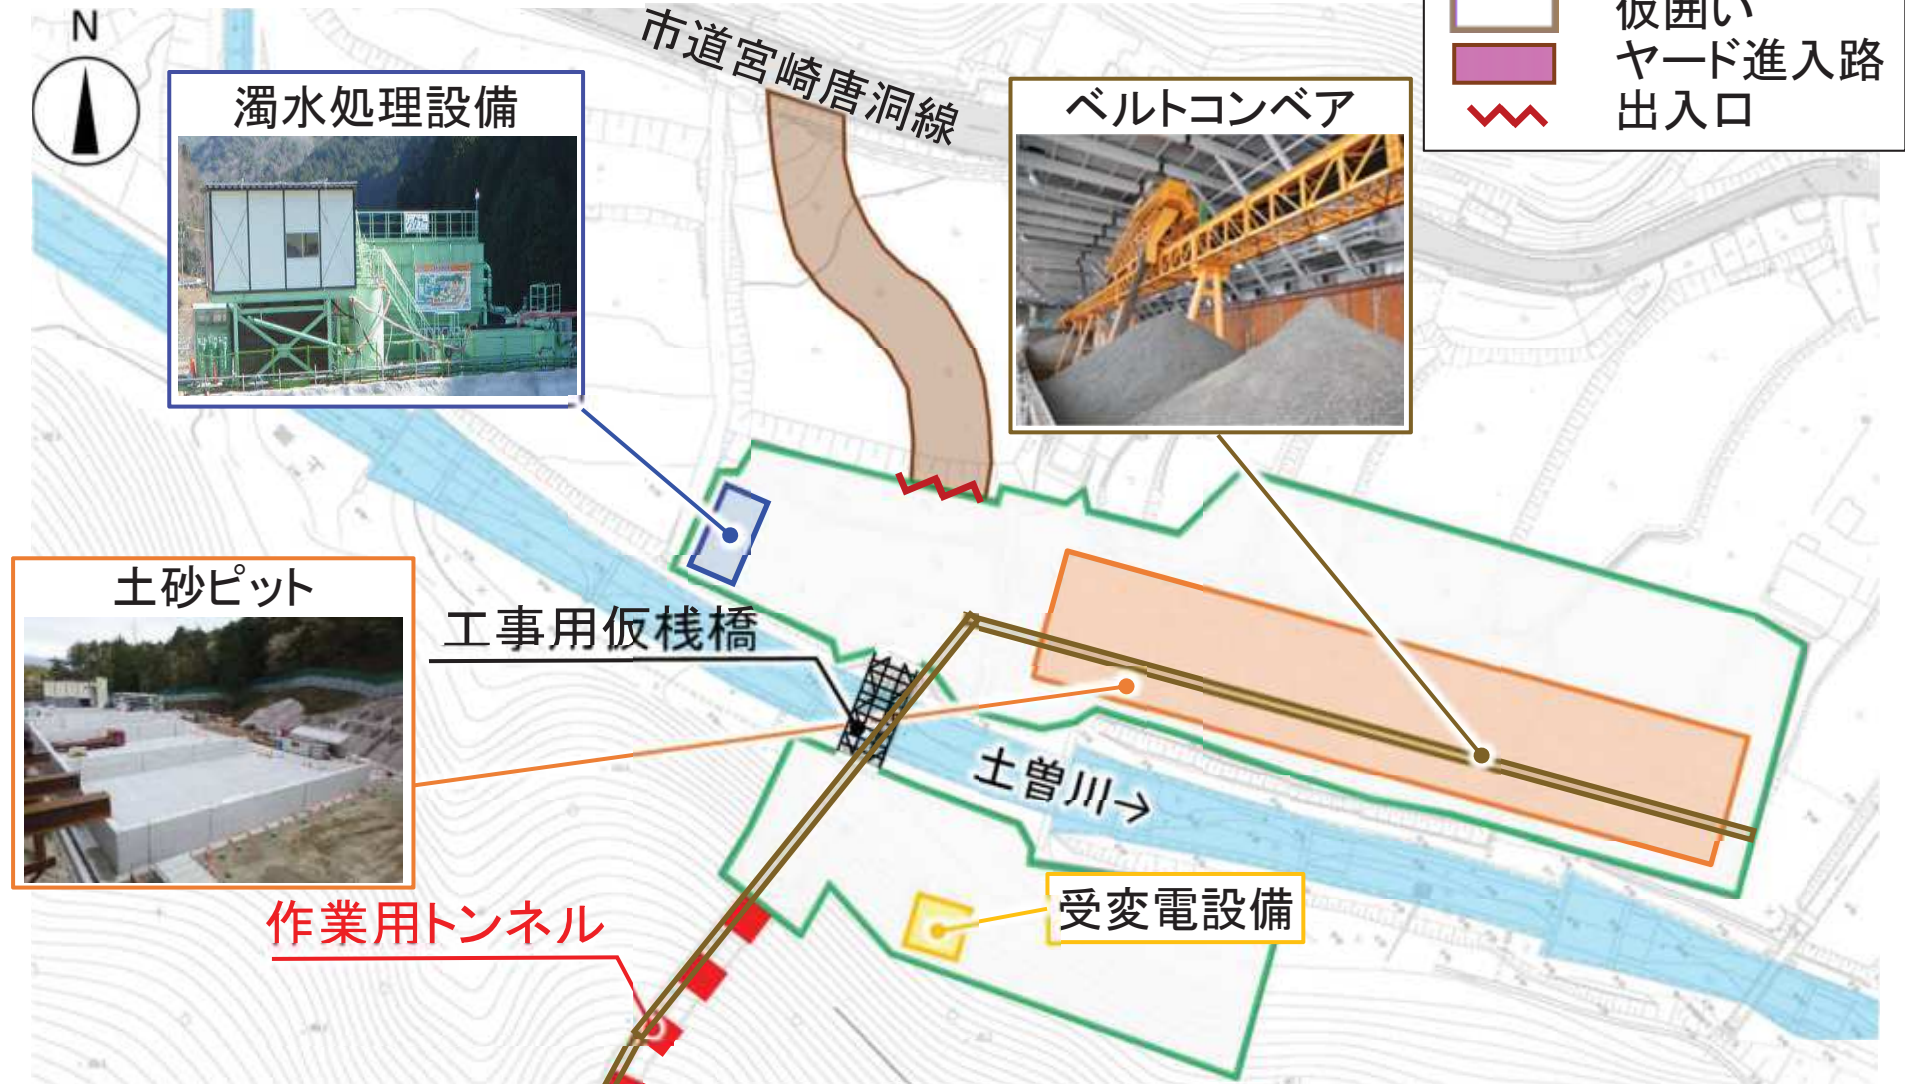 N
市道宮崎唐洞線
仮囲い
ヤード進入路
出入口
濁水処理設備
ベルトコンベア
土砂ピット
工事用仮桟橋
土曽川→
受変電設備
作業用トンネル